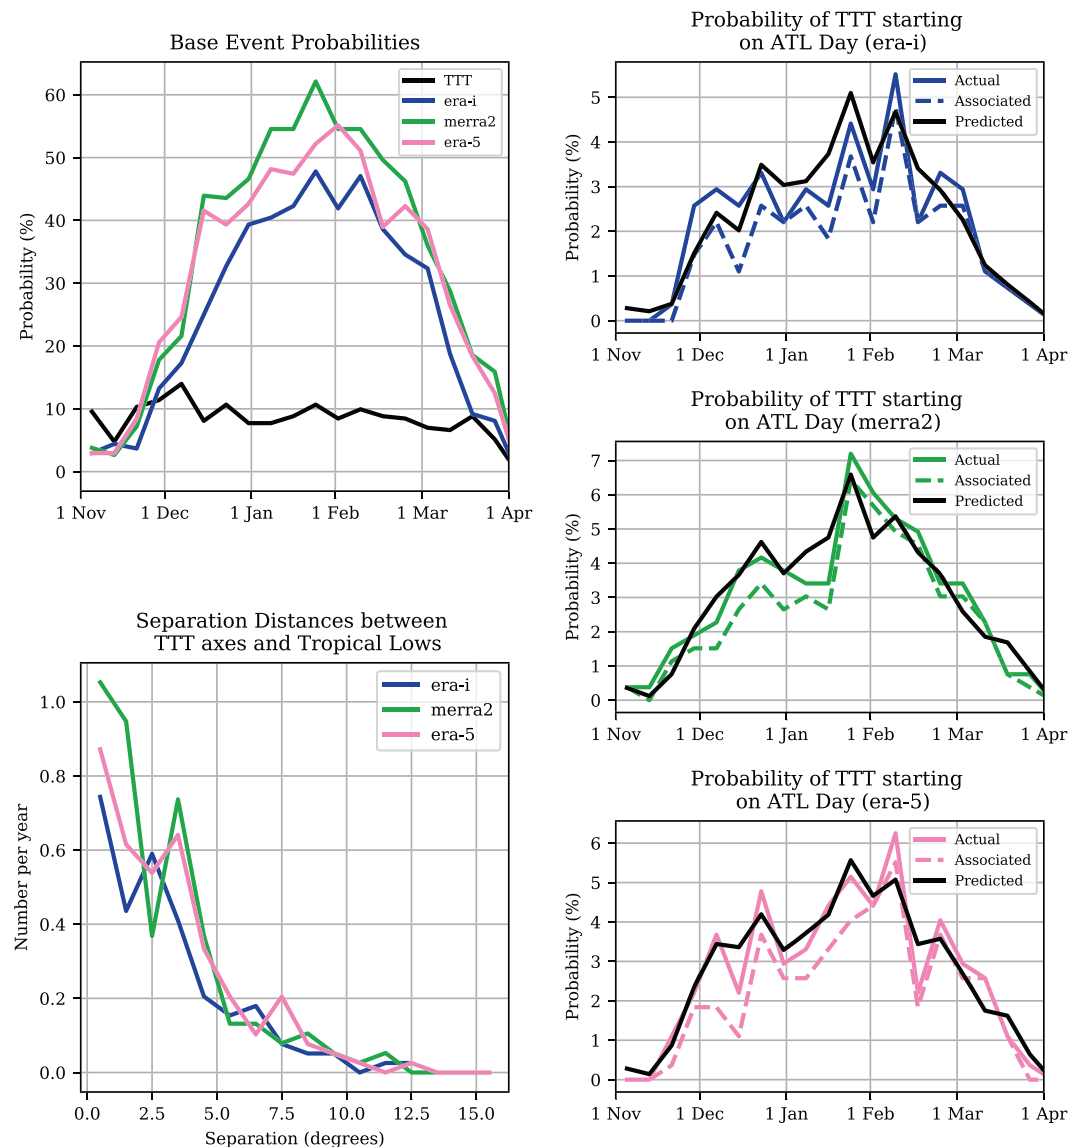 Base Event Probabilities
Probability (%)
60
50
40
30
20
10
0
1 Nov 1 Dec 1 Jan 1 Feb 1 Mar 1 Apr
TTT
era-i
merra2
era-5
Separation Distances between
TTT axes and Tropical Lows
Number per year
1.0
0.8
0.6
0.4
0.2
0.0
0.0 2.5 5.0 7.5 10.0 12.5 15.0
Separation (degrees)
era-i
merra2
era-5
Probability of TTT starting
on ATL Day (era-i)
Probability (%)
5
4
3
2
1
0
1 Nov 1 Dec 1 Jan 1 Feb 1 Mar 1 Apr
Actual
Associated
Predicted
Probability of TTT starting
on ATL Day (merra2)
Probability (%)
7
6
5
4
3
2
1
0
1 Nov 1 Dec 1 Jan 1 Feb 1 Mar 1 Apr
Actual
Associated
Predicted
Probability of TTT starting
on ATL Day (era-5)
Probability (%)
6
5
4
3
2
1
0
1 Nov 1 Dec 1 Jan 1 Feb 1 Mar 1 Apr
Actual
Associated
Predicted